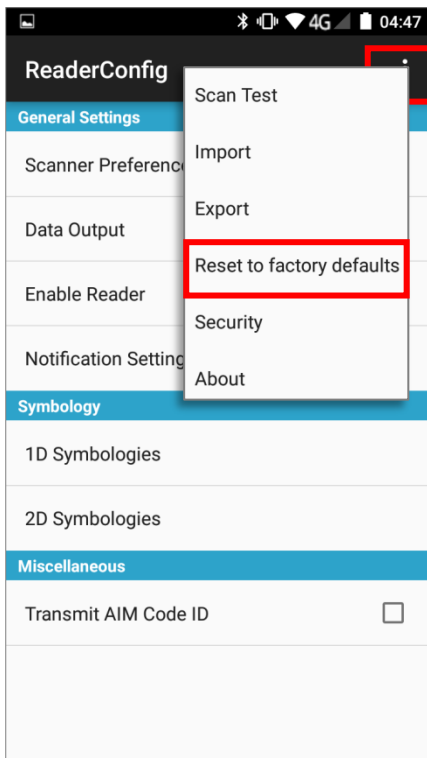 4G 04:47
ReaderConfig
Scan Test
General Settings
Import
Scanner Preferenc
Export
Data Output
Reset to factory defaults
Enable Reader
Security
Notification Setting
About
Symbology
1D Symbologies
2D Symbologies
Miscellaneous
Transmit AIM Code ID